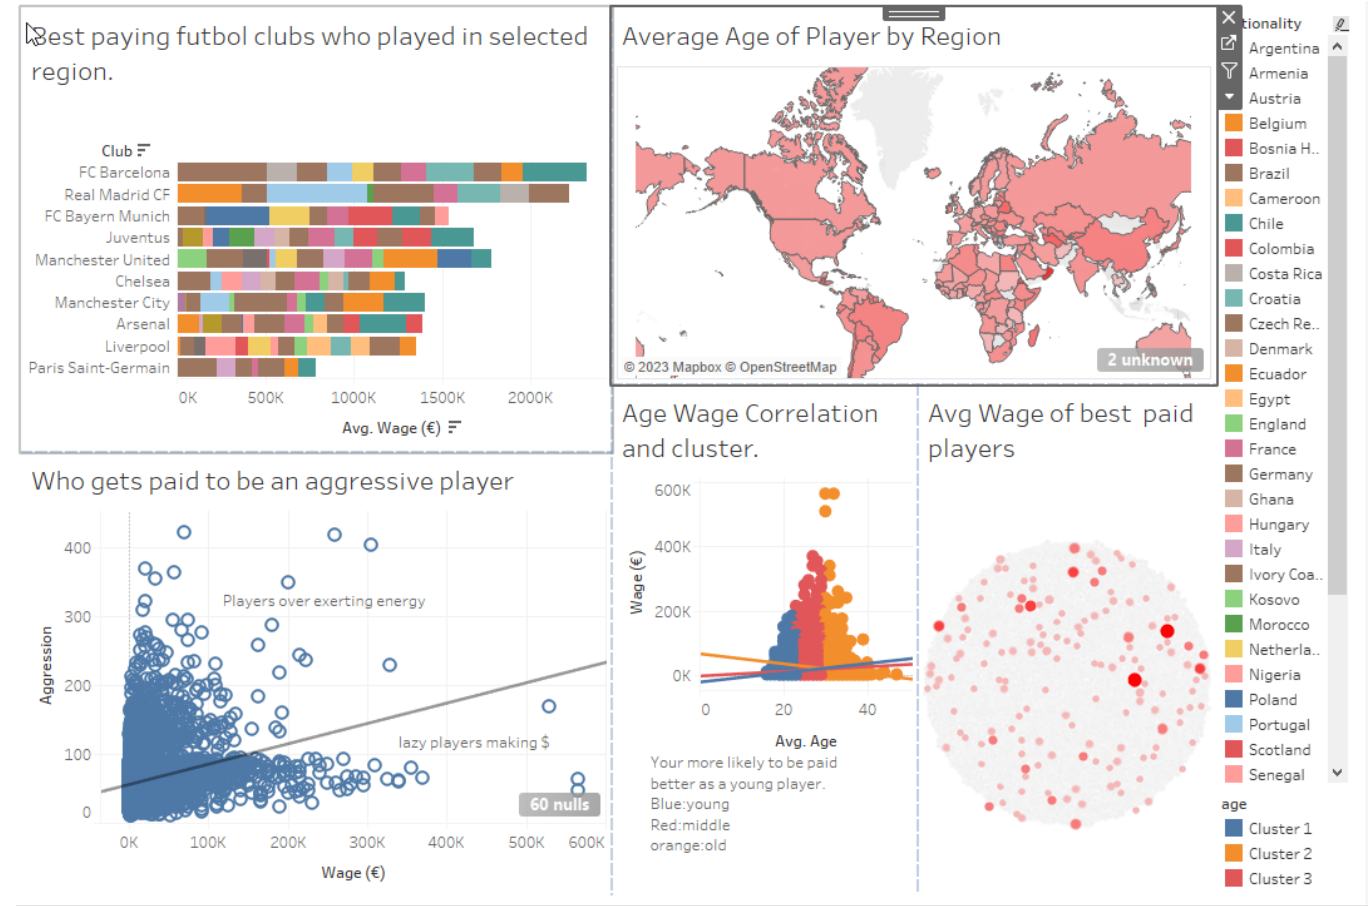 Best paying futbol clubs who played in selected
region.
Club
FC Barcelona
Real Madrid CF
FC Bayern Munich
Juventus
Manchester United
Chelsea
Manchester City
Arsenal
Liverpool
Paris Saint-Germain
0K 500K 1000K 1500K 2000K
Avg. Wage (€)
Average Age of Player by Region
© 2023 Mapbox © OpenStreetMap
2 unknown
Who gets paid to be an aggressive player
Aggression
400
300
200
100
0
Players over exerting energy
lazy players making $
60 nulls
0K 100K 200K 300K 400K 500K 600K
Wage (€)
Age Wage Correlation
and cluster.
Wage (€)
600K
400K
200K
0K
0 20 40
Avg. Age
Your more likely to be paid
better as a young player.
Blue:young
Red:middle
orange:old
Avg Wage of best paid
players
tionality
Argentina
Armenia
Austria
Belgium
Bosnia H..
Brazil
Cameroon
Chile
Colombia
Costa Rica
Croatia
Czech Re..
Denmark
Ecuador
Egypt
England
France
Germany
Ghana
Hungary
Italy
Ivory Coa..
Kosovo
Morocco
Netherla..
Nigeria
Poland
Portugal
Scotland
Senegal
age
Cluster 1
Cluster 2
Cluster 3